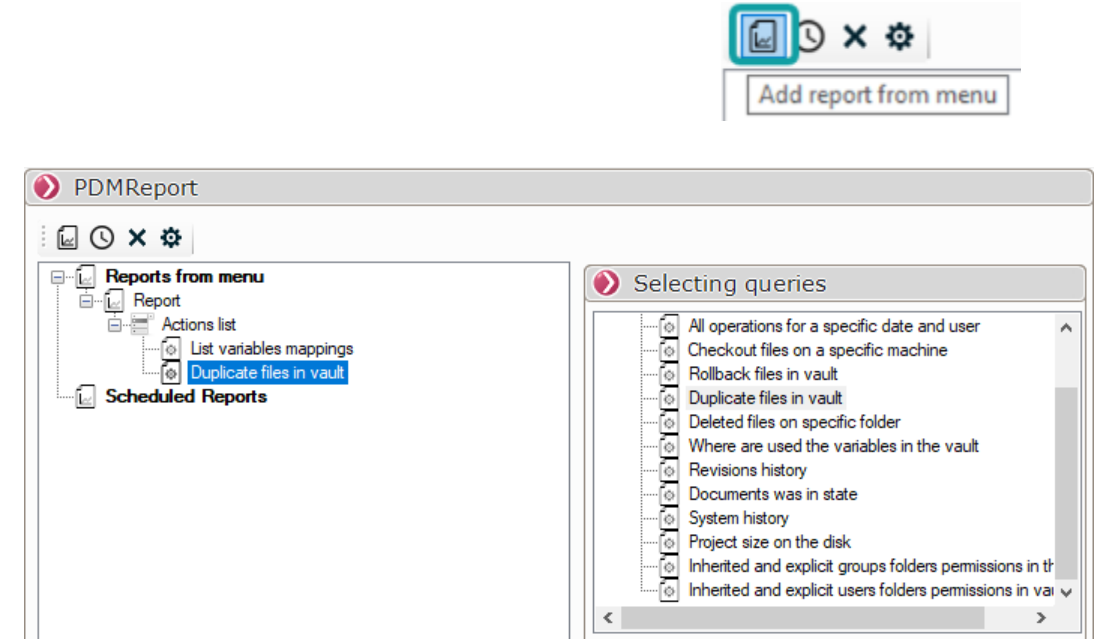 Add report from menu
PDMReport
Reports from menu
Report
Actions list
List variables mappings
Duplicate files in vault
Scheduled Reports
Selecting queries
All operations for a specific date and user
Checkout files on a specific machine
Rollback files in vault
Duplicate files in vault
Deleted files on specific folder
Where are used the variables in the vault
Revisions history
Documents was in state
System history
Project size on the disk
Inherited and explicit groups folders permissions in th
Inherited and explicit users folders permissions in vau